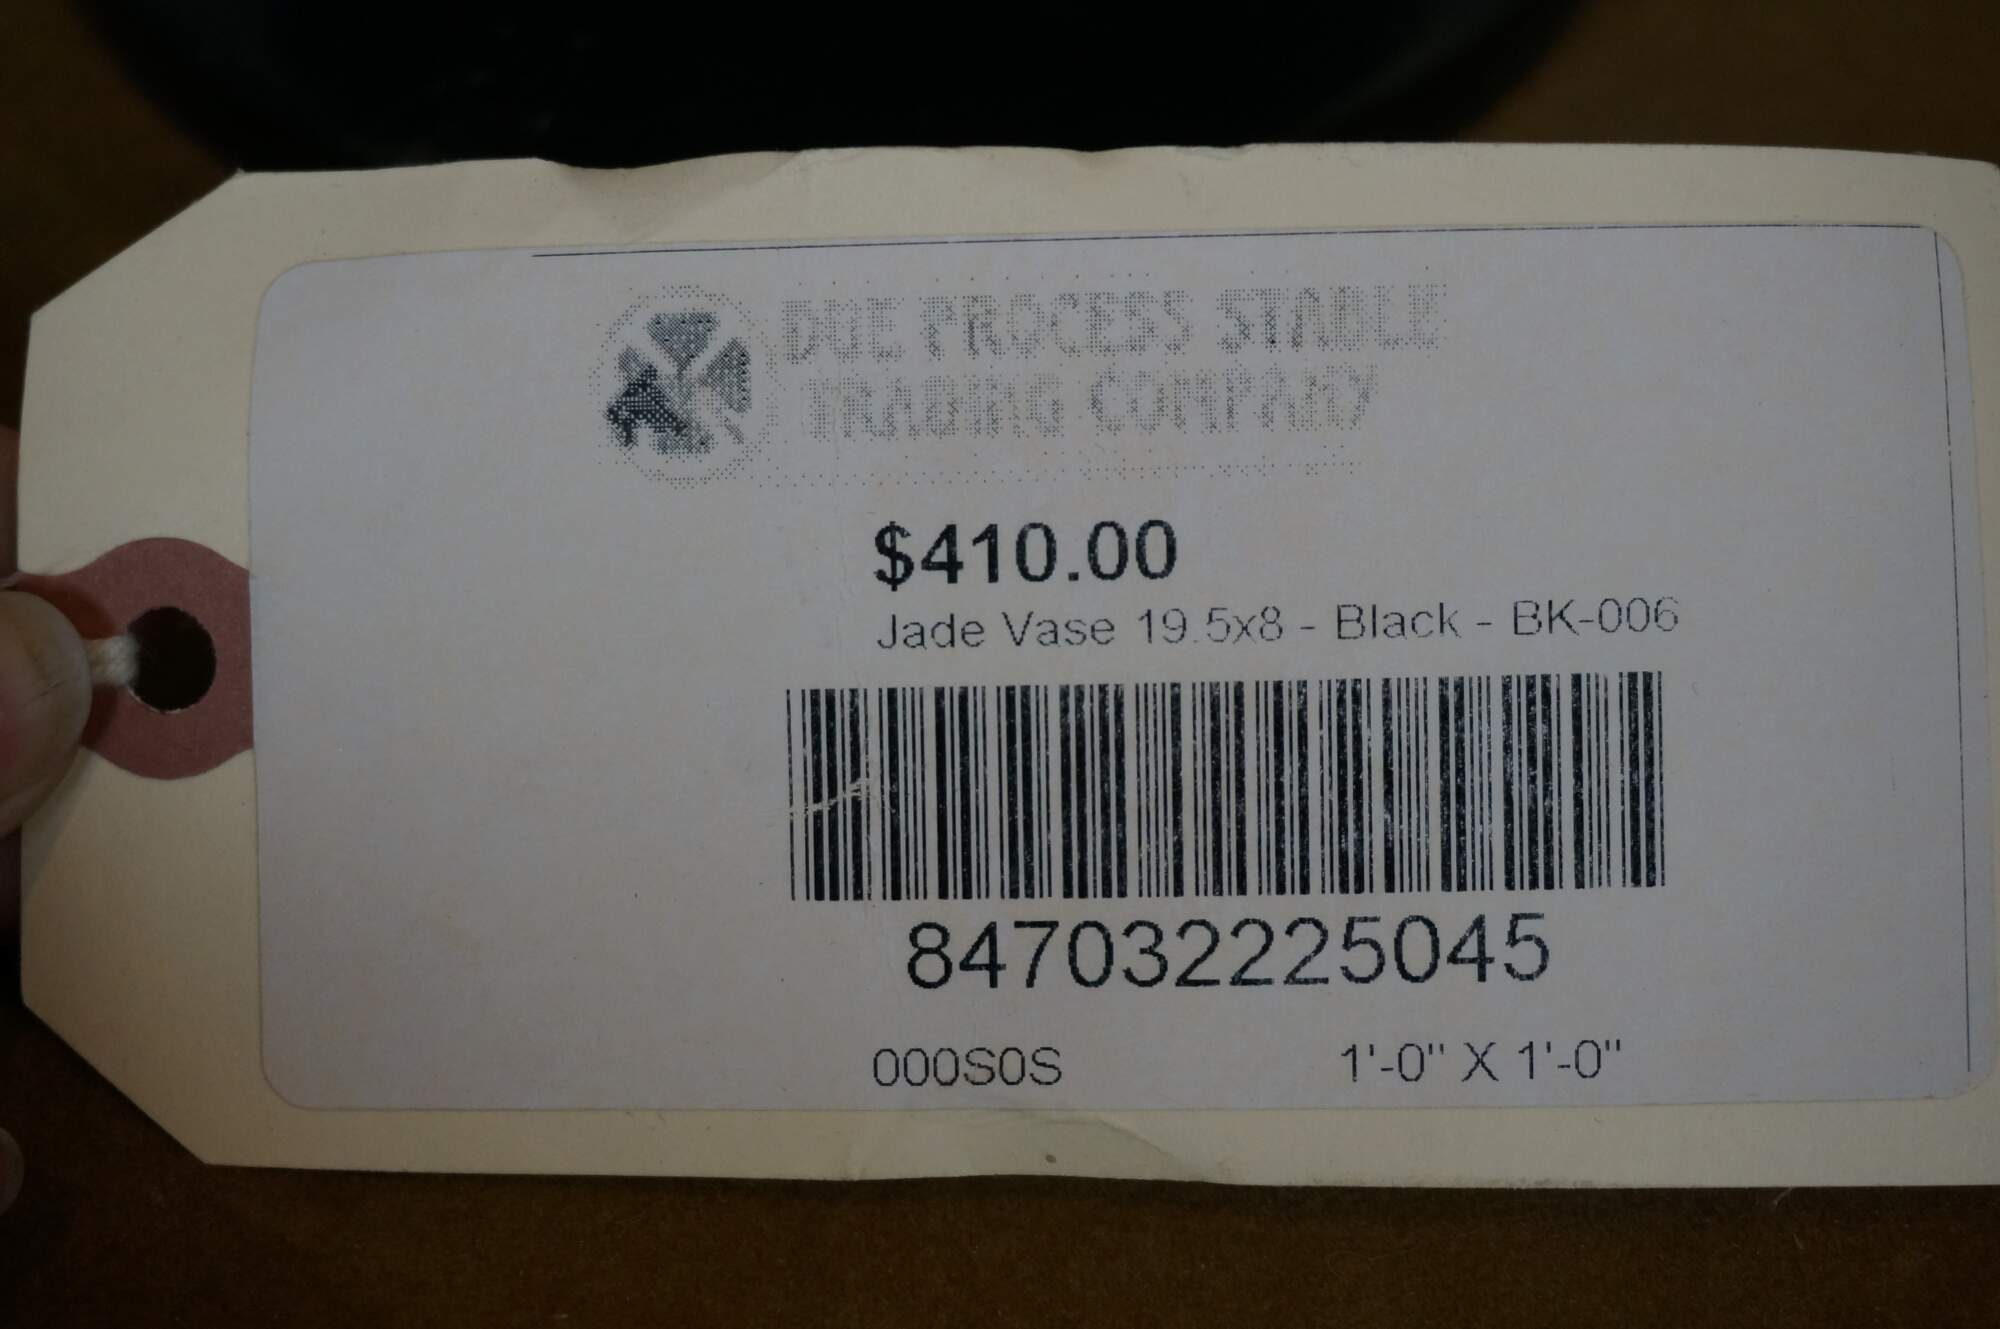 DUE PROCESS STABLE
TRADING COMPANY
$410.00
Jade Vase 19.5x8 - Black - BK-006
847032225045
000S0S 1'-0" X 1'-0"